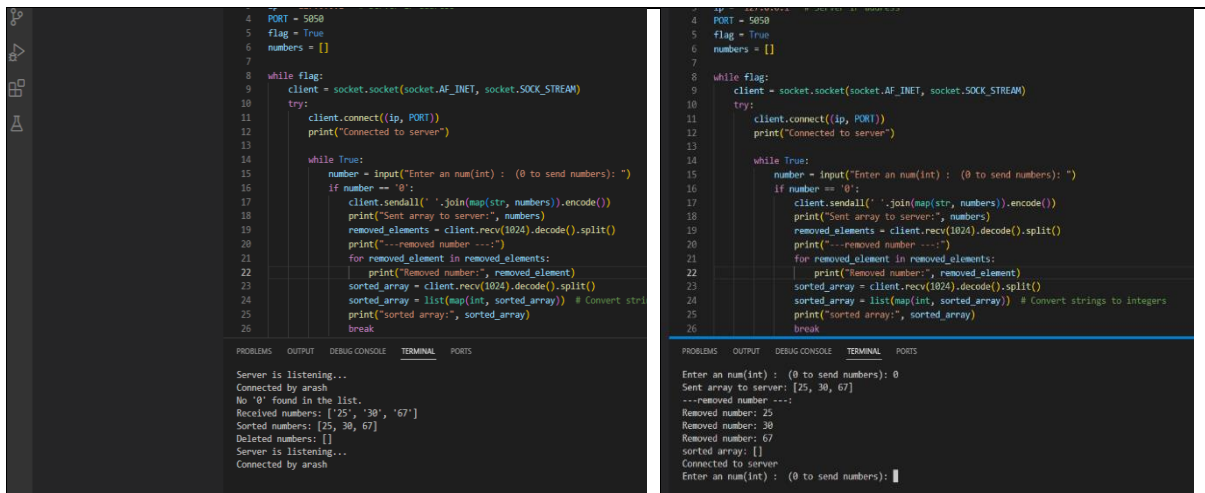 4 PORT = 5050
5 flag = True
6 numbers = []
7
8 while flag:
9 client = socket.socket(socket.AF_INET, socket.SOCK_STREAM)
10 try:
11 client.connect((ip, PORT))
12 print("Connected to server")
13
14 while True:
15 number = input("Enter an num(int) :  (0 to send numbers): ")
16 if number == '0':
17 client.sendall(' '.join(map(str, numbers)).encode())
18 print("Sent array to server:", numbers)
19 removed_elements = client.recv(1024).decode().split()
20 print("---removed number ---:")
21 for removed_element in removed_elements:
22 print("Removed number:", removed_element)
23 sorted_array = client.recv(1024).decode().split()
24 sorted_array = list(map(int, sorted_array))  # Convert stri
25 print("sorted array:", sorted_array)
26 break
PROBLEMS OUTPUT DEBUG CONSOLE TERMINAL PORTS
Server is listening...
Connected by arash
No '0' found in the list.
Received numbers: ['25', '30', '67']
Sorted numbers: [25, 30, 67]
Deleted numbers: []
Server is listening...
Connected by arash
3 ip = "127.0.0.1" # Server IP address
4 PORT = 5050
5 flag = True
6 numbers = []
7
8 while flag:
9 client = socket.socket(socket.AF_INET, socket.SOCK_STREAM)
10 try:
11 client.connect((ip, PORT))
12 print("Connected to server")
13
14 while True:
15 number = input("Enter an num(int) :  (0 to send numbers): ")
16 if number == '0':
17 client.sendall(' '.join(map(str, numbers)).encode())
18 print("Sent array to server:", numbers)
19 removed_elements = client.recv(1024).decode().split()
20 print("---removed number ---:")
21 for removed_element in removed_elements:
22 print("Removed number:", removed_element)
23 sorted_array = client.recv(1024).decode().split()
24 sorted_array = list(map(int, sorted_array))  # Convert strings to integers
25 print("sorted array:", sorted_array)
26 break
PROBLEMS OUTPUT DEBUG CONSOLE TERMINAL PORTS
Enter an num(int) :  (0 to send numbers): 0
Sent array to server: [25, 30, 67]
---removed number ---:
Removed number: 25
Removed number: 30
Removed number: 67
sorted array: []
Connected to server
Enter an num(int) :  (0 to send numbers):